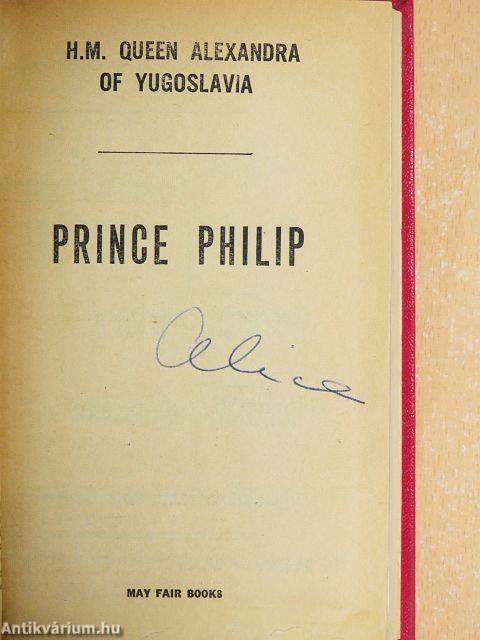 H.M. QUEEN ALEXANDRA
OF YUGOSLAVIA
PRINCE PHILIP
Alice
MAY FAIR BOOKS
Antikvárium.hu